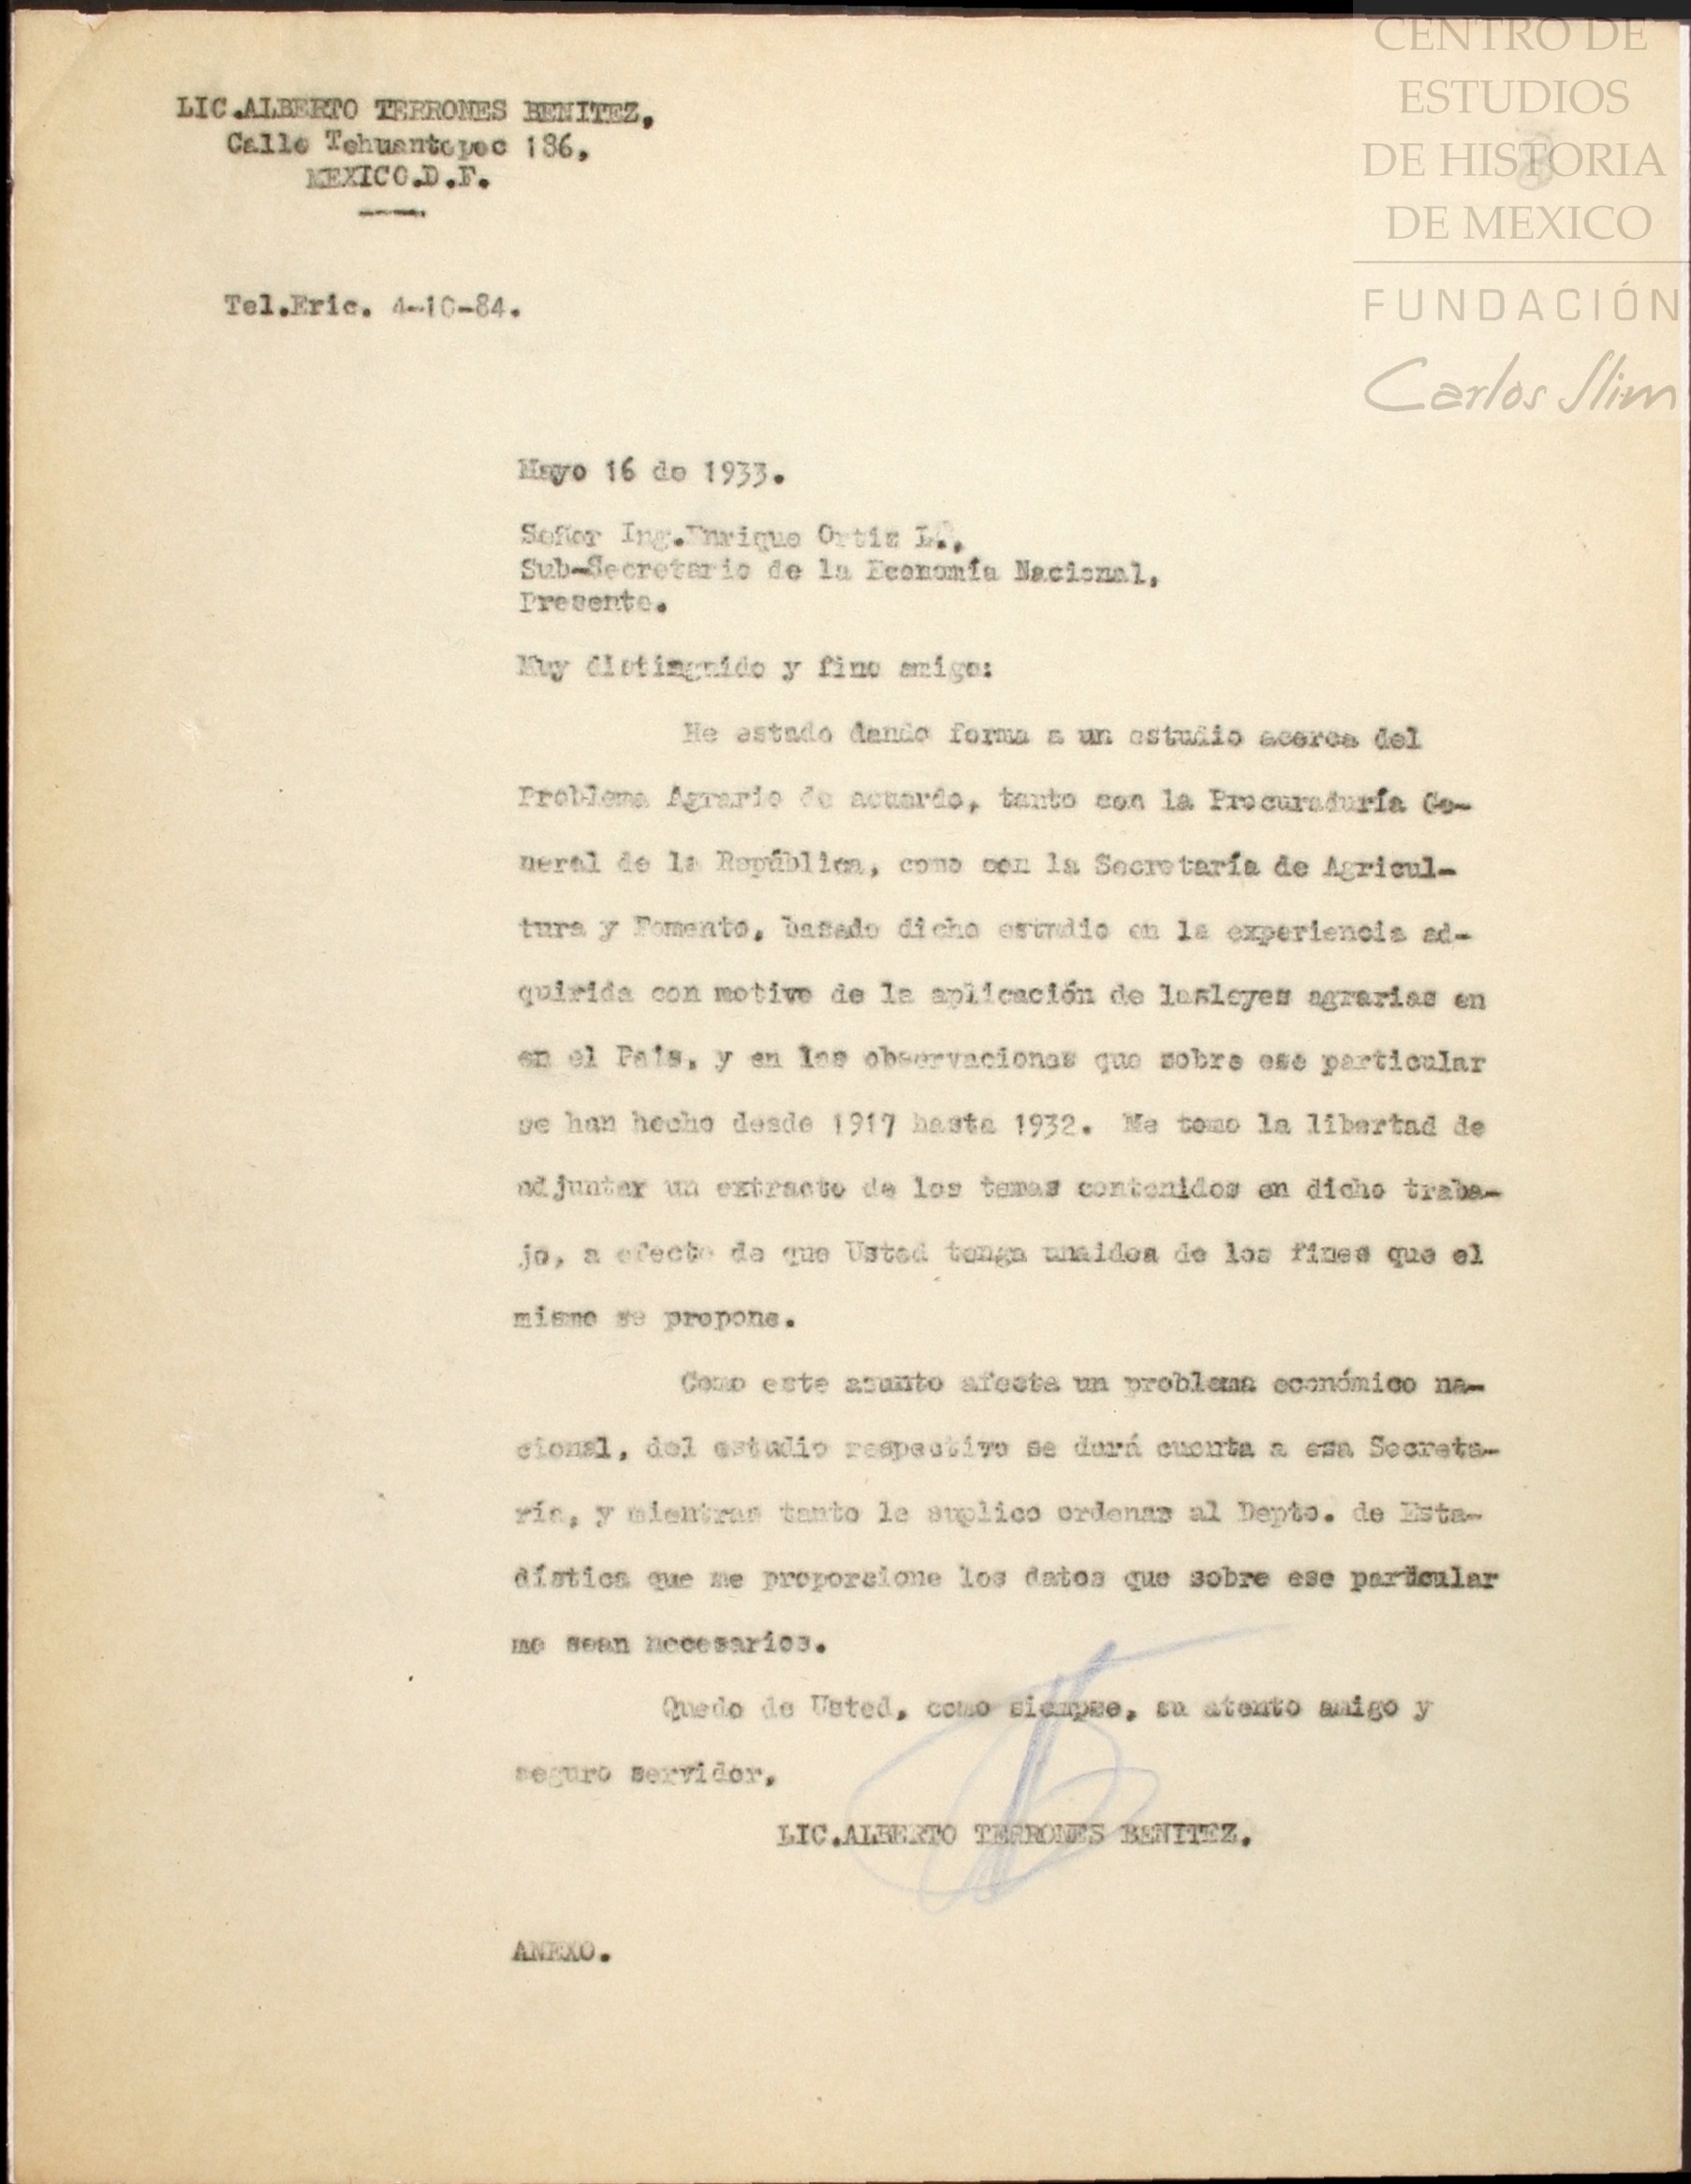 CENTRO DE
ESTUDIOS
DE HISTORIA
DE MEXICO
FUNDACIÓN
Carlos Slim
LIC.ALBERTO TERRONES BENITEZ,
Calle Tehuantepec 186,
MEXICO.D.F.
Tel.Eric. 4-10-84.
Mayo 16 de 1933.
Señor Ing.Enrique Ortiz L.,
Sub-Secretario de la Economía Nacional,
Presente.
Muy distinguido y fino amigo:
He estado dando forma a un estudio acerca del
Problema Agrario de acuerdo, tanto con la Procuraduría Ge-
neral de la República, como con la Secretaría de Agricul-
tura y Fomento, basado dicho estudio en la experiencia ad-
quirida con motivo de la aplicación de lasleyes agrarias en
en el País, y en las observaciones que sobre ese particular
se han hecho desde 1917 hasta 1932. Me tomo la libertad de
adjuntar un extracto de los temas contenidos en dicho traba-
jo, a efecto de que Usted tenga unaidea de los fines que el
mismo se propone.
Como este asunto afecta un problema económico na-
cional, del estudio respectivo se dará cuenta a esa Secreta-
ría, y mientras tanto le suplico ordenar al Depto. de Esta-
dística que me proporcione los datos que sobre ese particular
me sean necesarios.
Quedo de Usted, como siempre, su atento amigo y
seguro servidor,
LIC.ALBERTO TERRONES BENITEZ.
ANEXO.